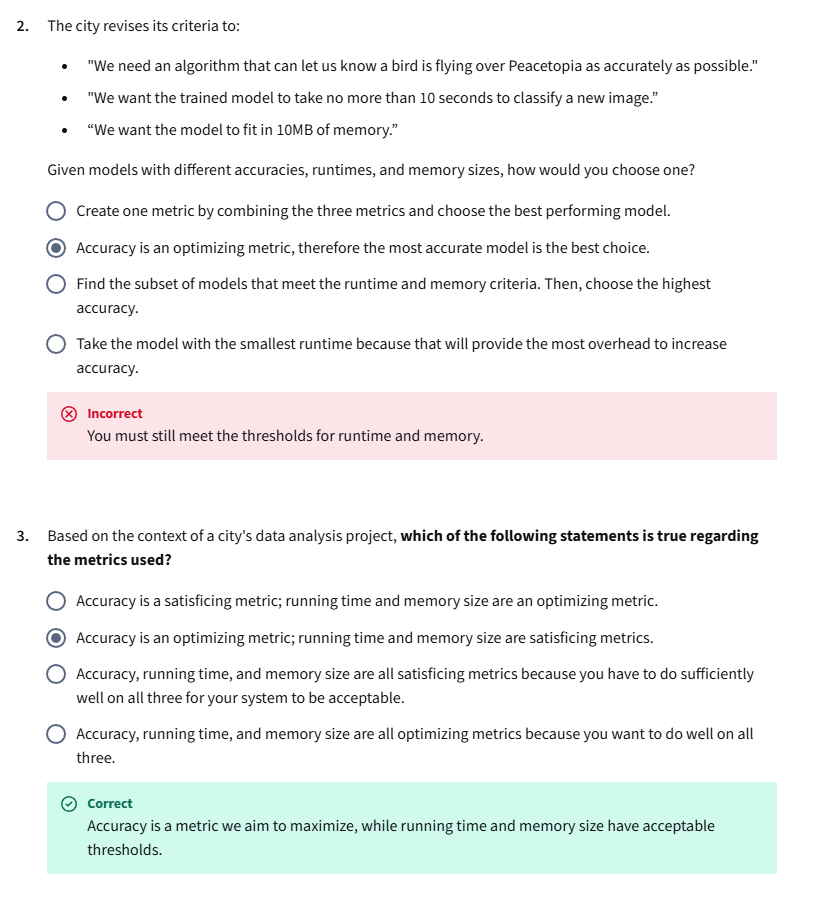 2. The city revises its criteria to:
• "We need an algorithm that can let us know a bird is flying over Peacetopia as accurately as possible."
• "We want the trained model to take no more than 10 seconds to classify a new image.”
• “We want the model to fit in 10MB of memory.”
Given models with different accuracies, runtimes, and memory sizes, how would you choose one?
Create one metric by combining the three metrics and choose the best performing model.
Accuracy is an optimizing metric, therefore the most accurate model is the best choice.
Find the subset of models that meet the runtime and memory criteria. Then, choose the highest
accuracy.
Take the model with the smallest runtime because that will provide the most overhead to increase
accuracy.
Incorrect
You must still meet the thresholds for runtime and memory.
3. Based on the context of a city's data analysis project, which of the following statements is true regarding
the metrics used?
Accuracy is a satisficing metric; running time and memory size are an optimizing metric.
Accuracy is an optimizing metric; running time and memory size are satisficing metrics.
Accuracy, running time, and memory size are all satisficing metrics because you have to do sufficiently
well on all three for your system to be acceptable.
Accuracy, running time, and memory size are all optimizing metrics because you want to do well on all
three.
Correct
Accuracy is a metric we aim to maximize, while running time and memory size have acceptable
thresholds.